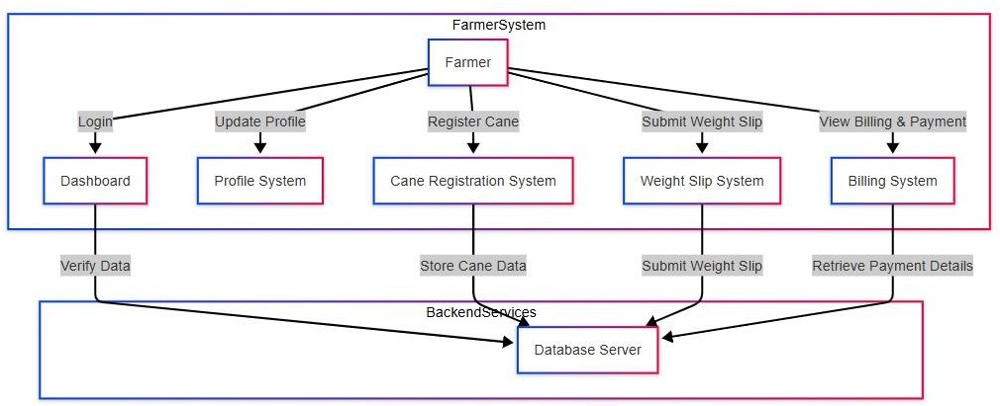 FarmerSystem
Farmer
Login
Update Profile
Register Cane
Submit Weight Slip
View Billing & Payment
Dashboard
Profile System
Cane Registration System
Weight Slip System
Billing System
Verify Data
Store Cane Data
Submit Weight Slip
Retrieve Payment Details
BackendServices
Database Server